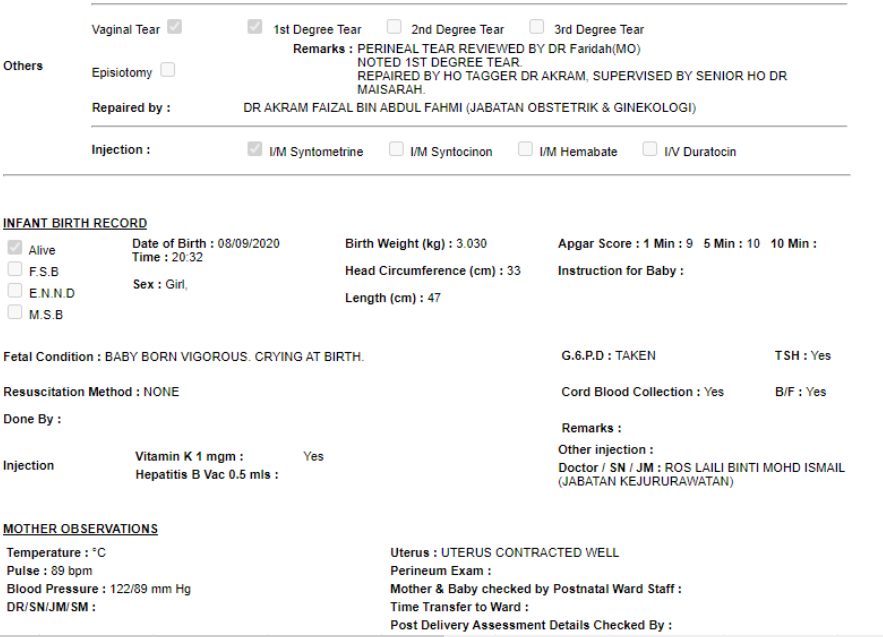 Vaginal Tear 1st Degree Tear 2nd Degree Tear 3rd Degree Tear
Others
Remarks : PERINEAL TEAR REVIEWED BY DR Faridah(MO)
NOTED 1ST DEGREE TEAR.
Episiotomy
REPAIRED BY HO TAGGER DR AKRAM, SUPERVISED BY SENIOR HO DR
MAISARAH.
Repaired by : DR AKRAM FAIZAL BIN ABDUL FAHMI (JABATAN OBSTETRIK & GINEKOLOGI)
Injection : I/M Syntometrine I/M Syntocinon I/M Hemabate I/V Duratocin
INFANT BIRTH RECORD
Alive
F.S.B
E.N.N.D
M.S.B
Date of Birth : 08/09/2020
Time : 20:32
Sex : Girl,
Birth Weight (kg) : 3.030
Head Circumference (cm) : 33
Length (cm) : 47
Apgar Score : 1 Min : 9 5 Min : 10 10 Min :
Instruction for Baby :
Fetal Condition : BABY BORN VIGOROUS. CRYING AT BIRTH.
G.6.P.D : TAKEN TSH : Yes
Resuscitation Method : NONE
Cord Blood Collection : Yes B/F : Yes
Done By :
Remarks :
Injection
Vitamin K 1 mgm : Yes
Hepatitis B Vac 0.5 mls :
Other injection :
Doctor / SN / JM : ROS LAILI BINTI MOHD ISMAIL
(JABATAN KEJURURAWATAN)
MOTHER OBSERVATIONS
Temperature : °C
Pulse : 89 bpm
Blood Pressure : 122/89 mm Hg
DR/SN/JM/SM :
Uterus : UTERUS CONTRACTED WELL
Perineum Exam :
Mother & Baby checked by Postnatal Ward Staff :
Time Transfer to Ward :
Post Delivery Assessment Details Checked By :